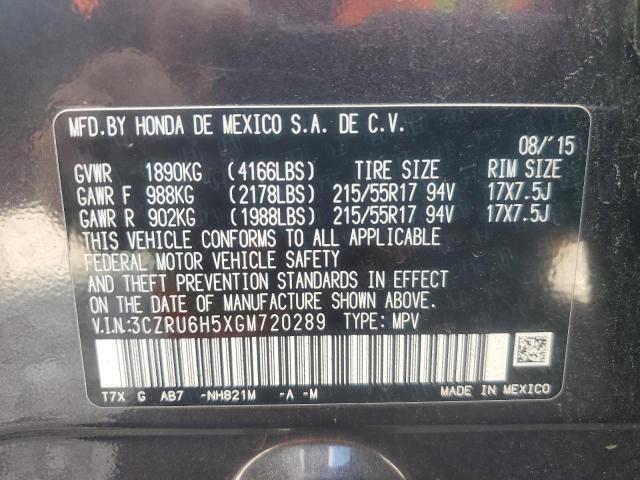 MFD.BY HONDA DE MEXICO S.A. DE C.V.
08/'15
GVWR 1890KG (4166LBS) TIRE SIZE RIM SIZE
GAWR F 988KG (2178LBS) 215/55R17 94V 17X7.5J
GAWR R 902KG (1988LBS) 215/55R17 94V 17X7.5J
THIS VEHICLE CONFORMS TO ALL APPLICABLE
FEDERAL MOTOR VEHICLE SAFETY
AND THEFT PREVENTION STANDARDS IN EFFECT
ON THE DATE OF MANUFACTURE SHOWN ABOVE.
V.I.N.:3CZRU6H5XGM720289 TYPE: MPV
T7X G AB7 -NH821M -A -M
MADE IN MEXICO